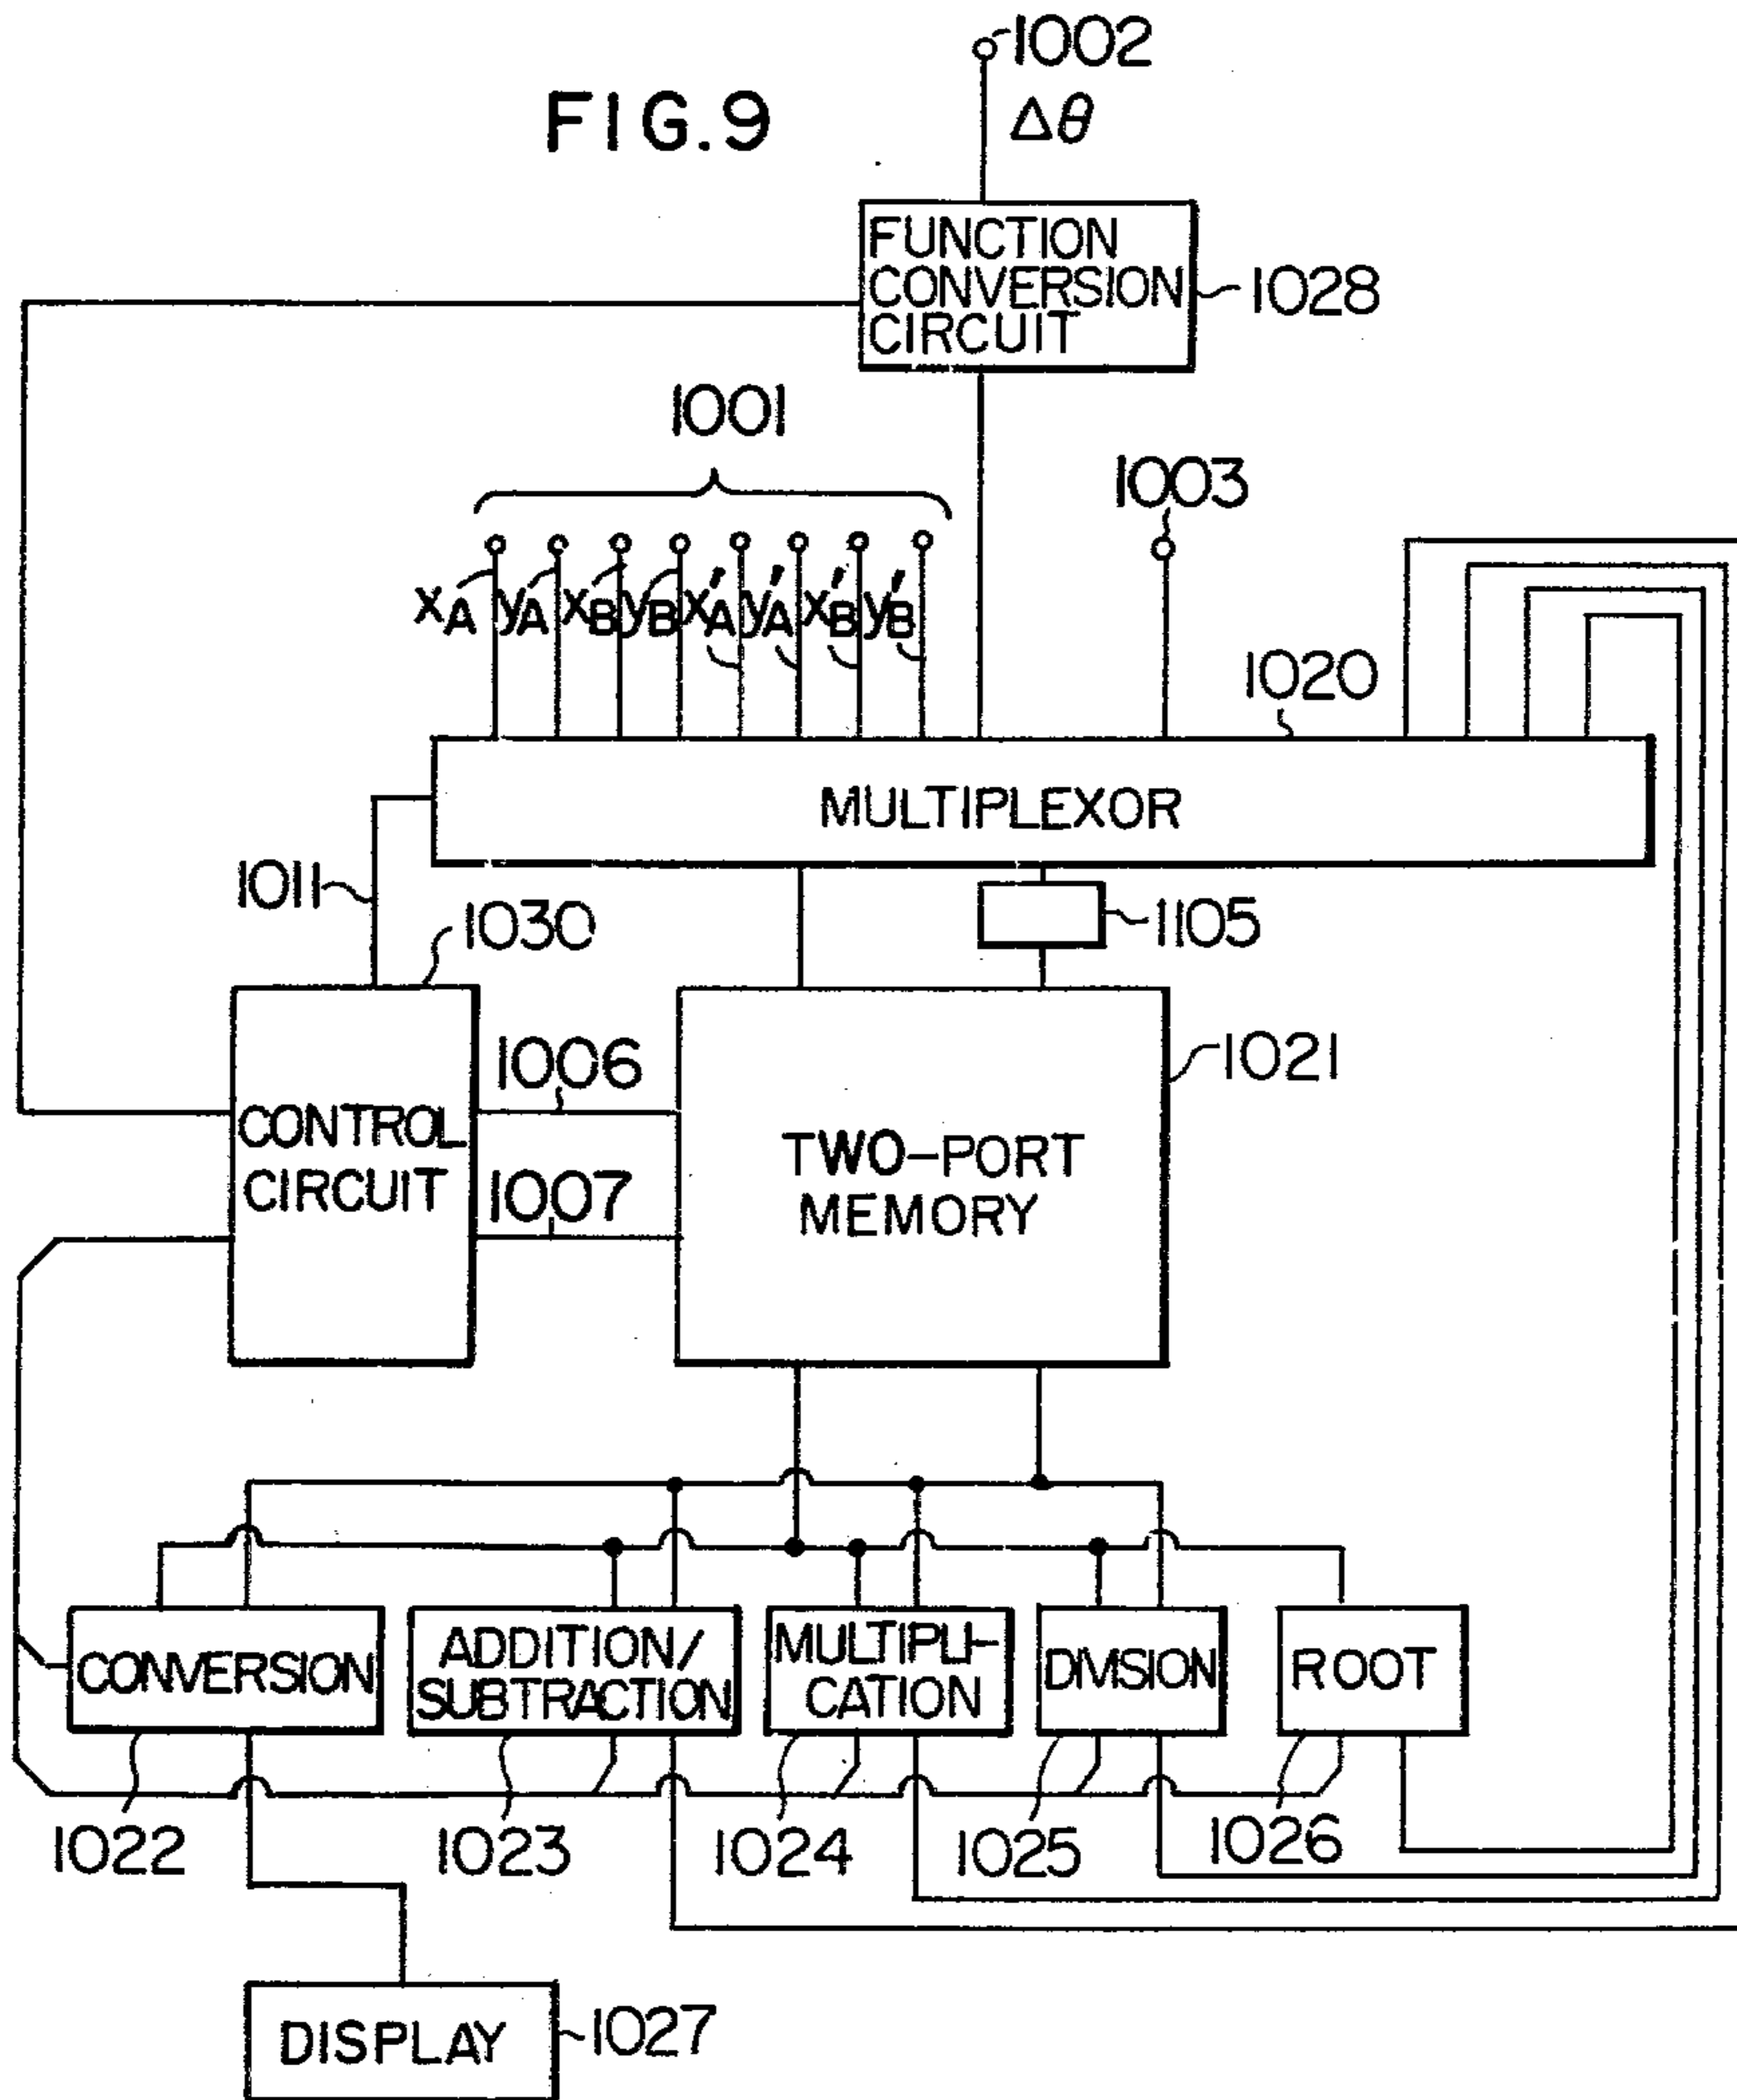 FIG.9
1002
Δθ
FUNCTION
CONVERSION
CIRCUIT
1028
1001
1003
xA yA xB yB x'A y'A x'B y'B
1020
MULTIPLEXOR
1011
1030
1105
1006
1021
CONTROL
CIRCUIT
TWO-PORT
MEMORY
1007
CONVERSION
ADDITION/
SUBTRACTION
MULTIPLI-
CATION
DIVISION
ROOT
1022
1023
1024
1025
1026
DISPLAY
1027